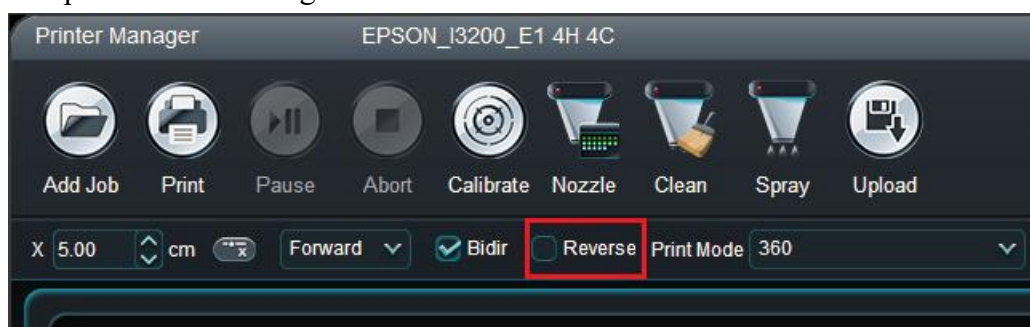 Printer Manager EPSON_I3200_E1 4H 4C
Add Job Print Pause Abort Calibrate Nozzle Clean Spray Upload
X 5.00 cm Forward Bidir Reverse Print Mode 360